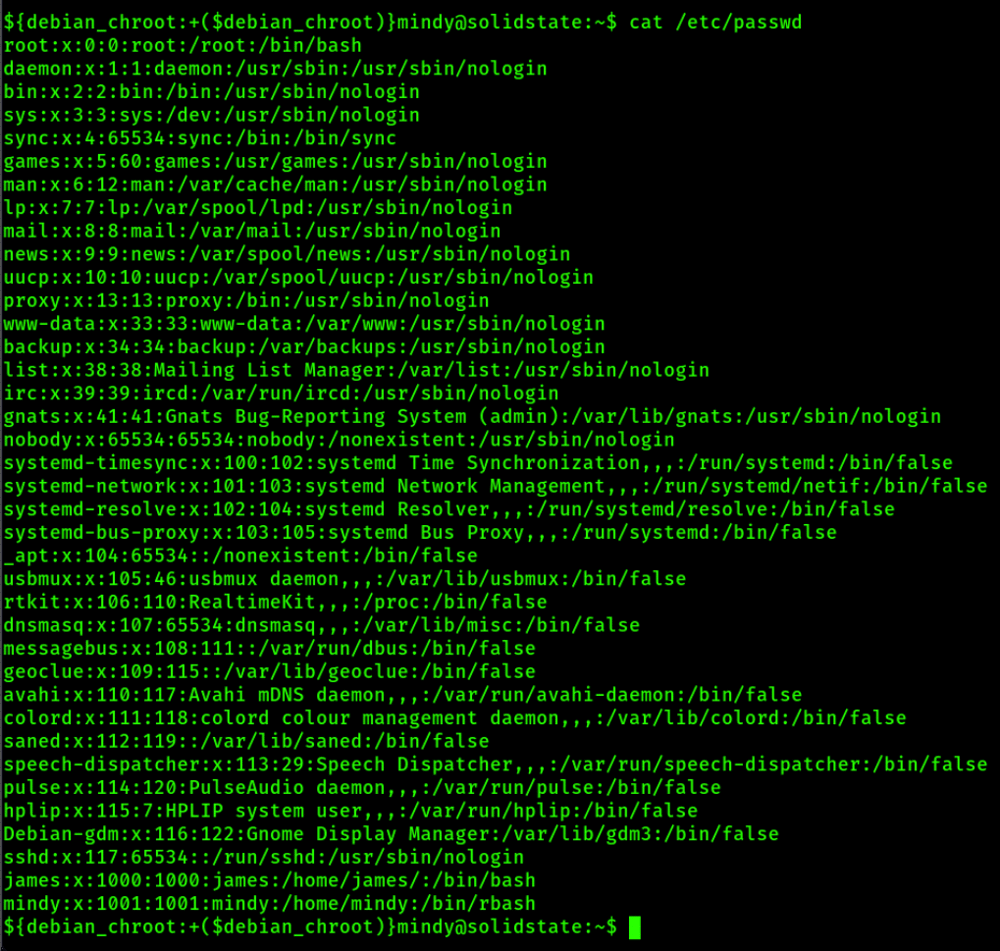 ${debian_chroot:+($debian_chroot)}mindy@solidstate:~$ cat /etc/passwd
root:x:0:0:root:/root:/bin/bash
daemon:x:1:1:daemon:/usr/sbin:/usr/sbin/nologin
bin:x:2:2:bin:/bin:/usr/sbin/nologin
sys:x:3:3:sys:/dev:/usr/sbin/nologin
sync:x:4:65534:sync:/bin:/bin/sync
games:x:5:60:games:/usr/games:/usr/sbin/nologin
man:x:6:12:man:/var/cache/man:/usr/sbin/nologin
lp:x:7:7:lp:/var/spool/lpd:/usr/sbin/nologin
mail:x:8:8:mail:/var/mail:/usr/sbin/nologin
news:x:9:9:news:/var/spool/news:/usr/sbin/nologin
uucp:x:10:10:uucp:/var/spool/uucp:/usr/sbin/nologin
proxy:x:13:13:proxy:/bin:/usr/sbin/nologin
www-data:x:33:33:www-data:/var/www:/usr/sbin/nologin
backup:x:34:34:backup:/var/backups:/usr/sbin/nologin
list:x:38:38:Mailing List Manager:/var/list:/usr/sbin/nologin
irc:x:39:39:ircd:/var/run/ircd:/usr/sbin/nologin
gnats:x:41:41:Gnats Bug-Reporting System (admin):/var/lib/gnats:/usr/sbin/nologin
nobody:x:65534:65534:nobody:/nonexistent:/usr/sbin/nologin
systemd-timesync:x:100:102:systemd Time Synchronization,,,:/run/systemd:/bin/false
systemd-network:x:101:103:systemd Network Management,,,:/run/systemd/netif:/bin/false
systemd-resolve:x:102:104:systemd Resolver,,,:/run/systemd/resolve:/bin/false
systemd-bus-proxy:x:103:105:systemd Bus Proxy,,,:/run/systemd:/bin/false
_apt:x:104:65534::/nonexistent:/bin/false
usbmux:x:105:46:usbmux daemon,,,:/var/lib/usbmux:/bin/false
rtkit:x:106:110:RealtimeKit,,,:/proc:/bin/false
dnsmasq:x:107:65534:dnsmasq,,,:/var/lib/misc:/bin/false
messagebus:x:108:111::/var/run/dbus:/bin/false
geoclue:x:109:115::/var/lib/geoclue:/bin/false
avahi:x:110:117:Avahi mDNS daemon,,,:/var/run/avahi-daemon:/bin/false
colord:x:111:118:colord colour management daemon,,,:/var/lib/colord:/bin/false
saned:x:112:119::/var/lib/saned:/bin/false
speech-dispatcher:x:113:29:Speech Dispatcher,,,:/var/run/speech-dispatcher:/bin/false
pulse:x:114:120:PulseAudio daemon,,,:/var/run/pulse:/bin/false
hplip:x:115:7:HPLIP system user,,,:/var/run/hplip:/bin/false
Debian-gdm:x:116:122:Gnome Display Manager:/var/lib/gdm3:/bin/false
sshd:x:117:65534::/run/sshd:/usr/sbin/nologin
james:x:1000:1000:james:/home/james/:/bin/bash
mindy:x:1001:1001:mindy:/home/mindy:/bin/rbash
${debian_chroot:+($debian_chroot)}mindy@solidstate:~$